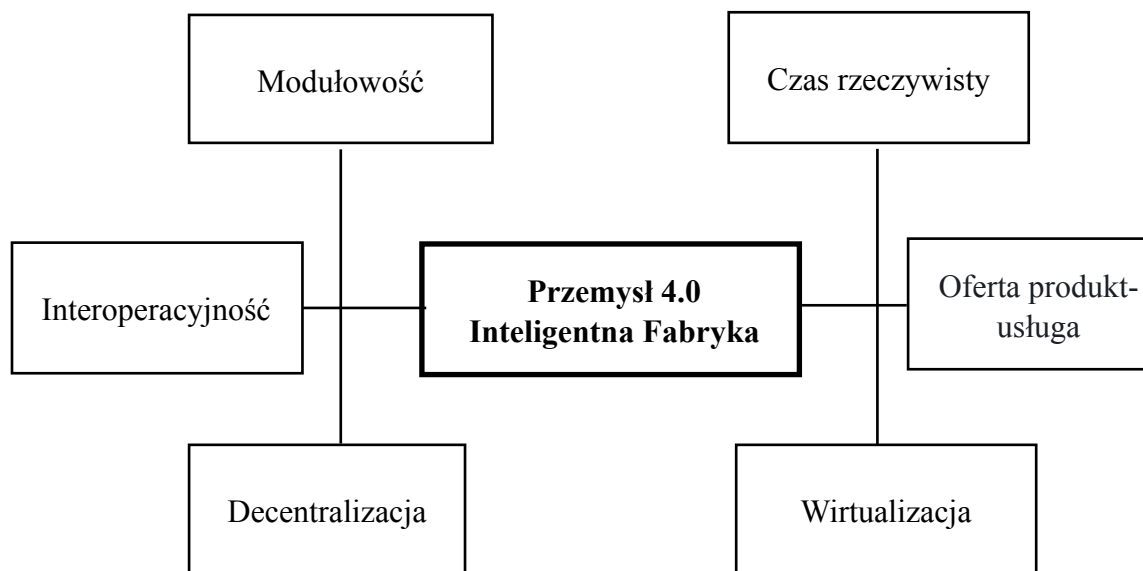 Modułowość
Czas rzeczywisty
Interoperacyjność
Przemysł 4.0
Inteligentna Fabryka
Oferta produkt-
usługa
Decentralizacja
Wirtualizacja